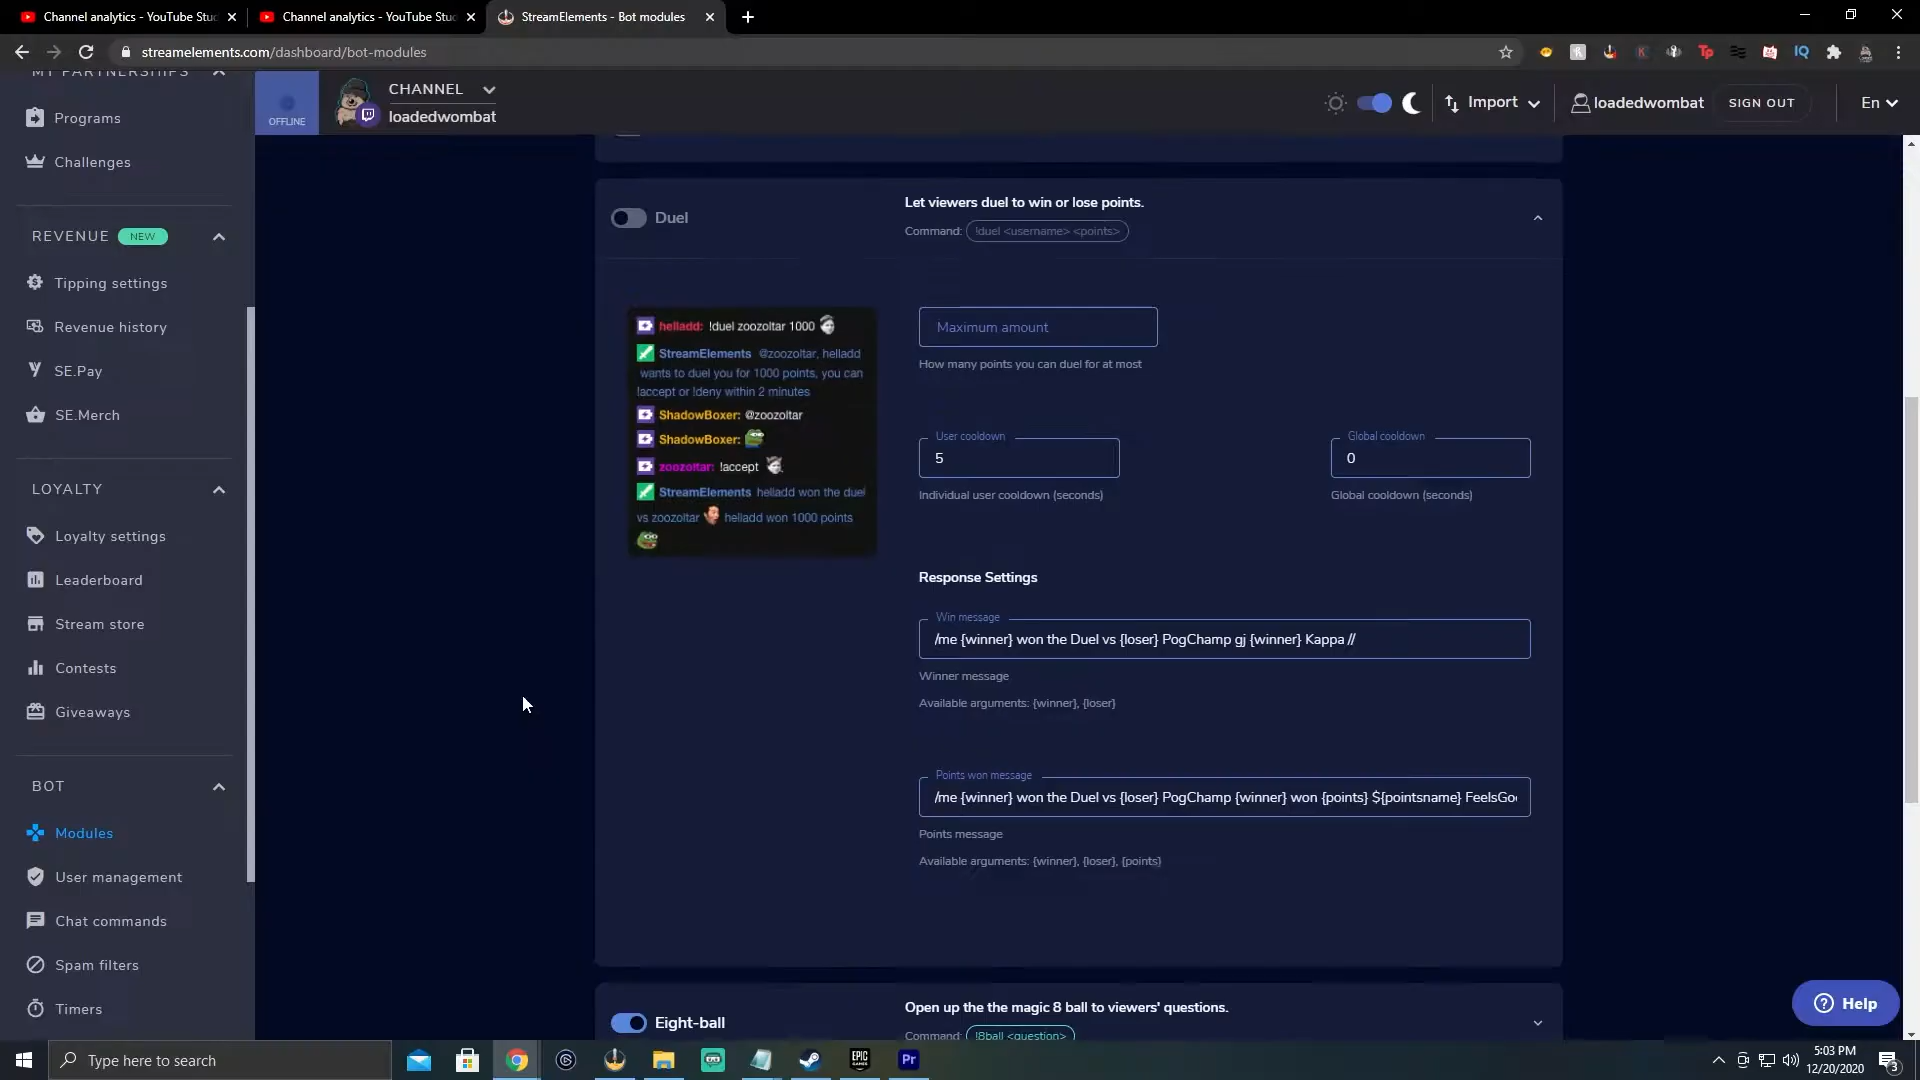 Channel analytics - YouTube Stu
Channel analytics - YouTube Stu
StreamElements - Bot modules
streamelements.com/dashboard/bot-modules
MY PARTNERSHIPS
Programs
Challenges
REVENUE NEW
Tipping settings
Revenue history
SE.Pay
SE.Merch
LOYALTY
Loyalty settings
Leaderboard
Stream store
Contests
Giveaways
BOT
Modules
User management
Chat commands
Spam filters
Timers
OFFLINE
CHANNEL
loadedwombat
Import
loadedwombat
SIGN OUT
En
Duel
Let viewers duel to win or lose points.
Command: !duel <username> <points>
helladd: !duel zoozoltar 1000
StreamElements @zoozoltar, helladd
wants to duel you for 1000 points, you can
!accept or !deny within 2 minutes
ShadowBoxer: @zoozoltar
ShadowBoxer:
zoozoltar: !accept
StreamElements helladd won the duel
vs zoozoltar helladd won 1000 points
Maximum amount
How many points you can duel for at most
User cooldown
5
Individual user cooldown (seconds)
Global cooldown
0
Global cooldown (seconds)
Response Settings
Win message
/me {winner} won the Duel vs {loser} PogChamp gj {winner} Kappa //
Winner message
Available arguments: {winner}, {loser}
Points won message
/me {winner} won the Duel vs {loser} PogChamp {winner} won {points} ${pointsname} FeelsGo
Points message
Available arguments: {winner}, {loser}, {points}
Eight-ball
Open up the the magic 8 ball to viewers' questions.
Command: !8ball <question>
Help
Type here to search
EPIC GAMES
Pr
5:03 PM
12/20/2020
3